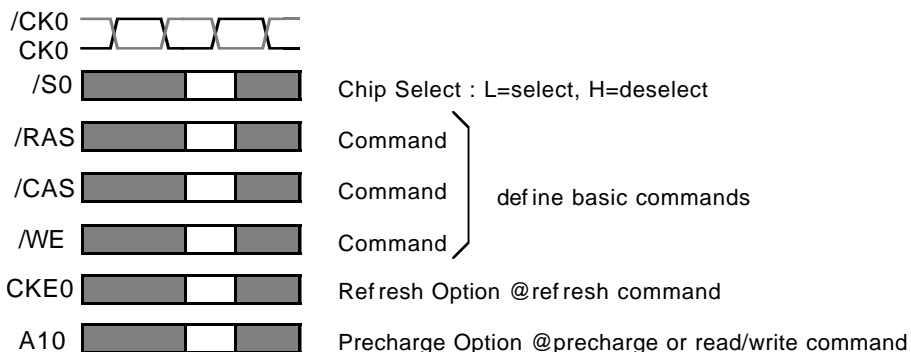 /CK0
CK0
/S0 Chip Select : L=select, H=deselect
/RAS Command
/CAS Command
define basic commands
/WE Command
CKE0 Refresh Option @refresh command
A10 Precharge Option @precharge or read/write command